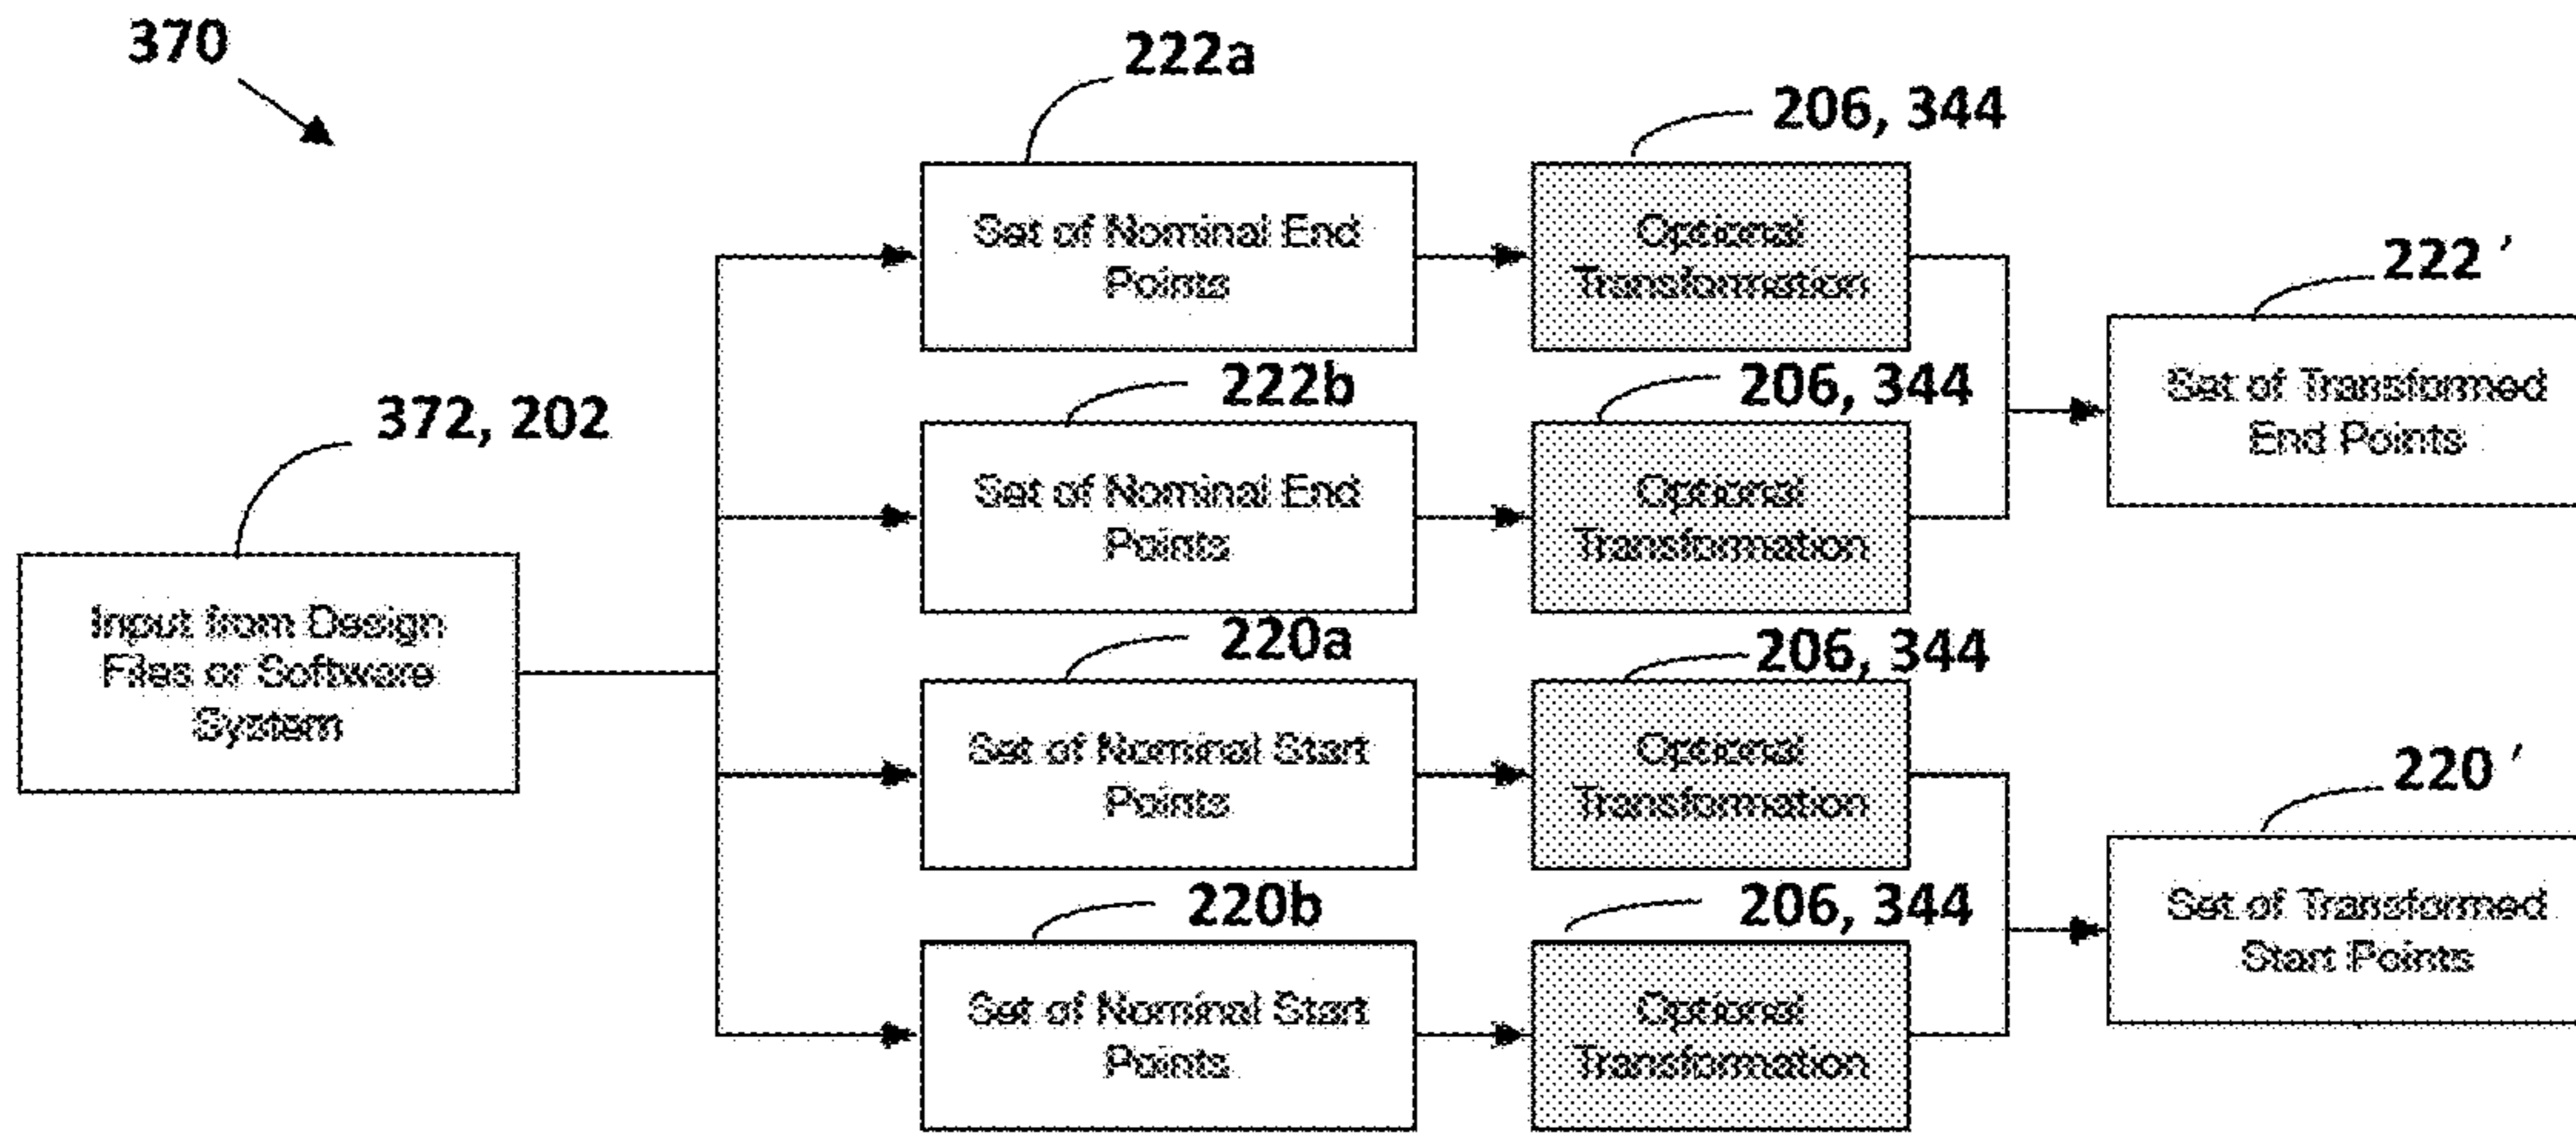 370
222a
206, 344
Set of Nominal End
Points
Optional
Transformation
222 ′
Set of Transformed
End Points
222b
206, 344
Set of Nominal End
Points
Optional
Transformation
372, 202
Input from Design
Files or Software
System
220a
206, 344
Set of Nominal Start
Points
Optional
Transformation
220 ′
Set of Transformed
Start Points
220b
206, 344
Set of Nominal Start
Points
Optional
Transformation